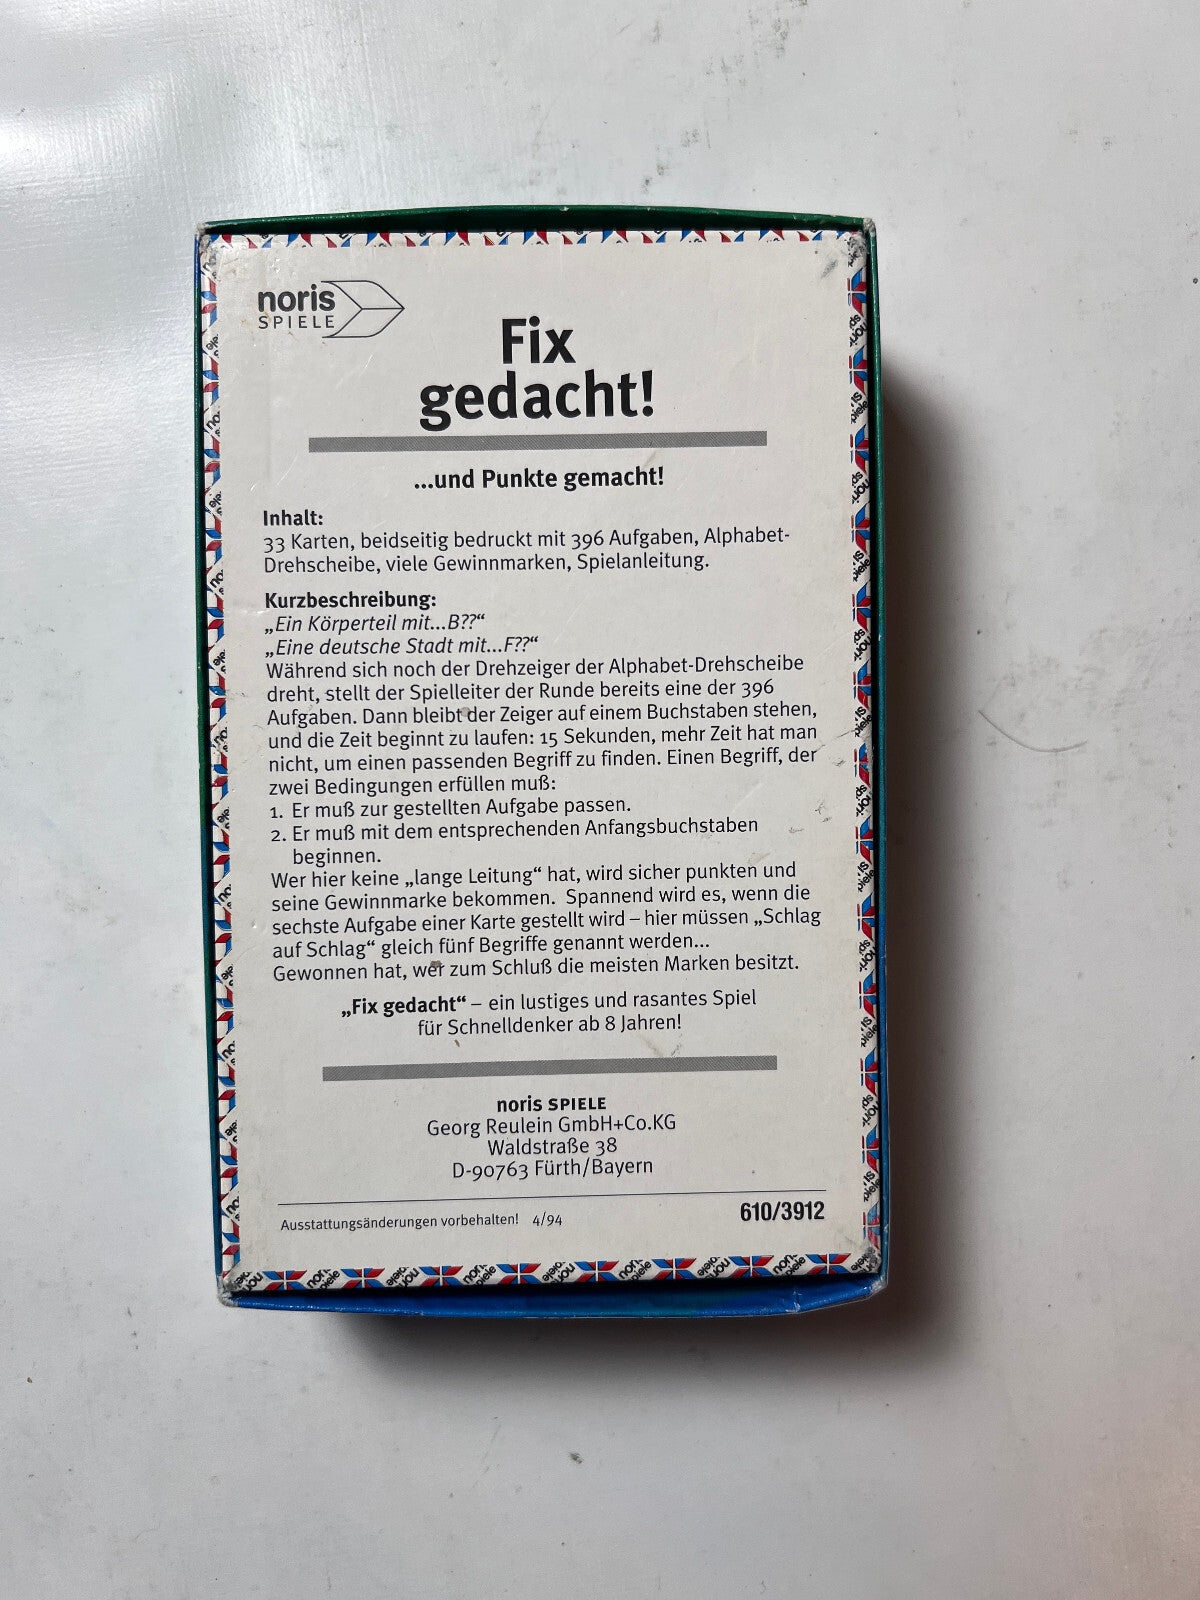 noris
SPIELE
Fix
gedacht!
...und Punkte gemacht!
Inhalt:
33 Karten, beidseitig bedruckt mit 396 Aufgaben, Alphabet-
Drehscheibe, viele Gewinnmarken, Spielanleitung.
Kurzbeschreibung:
„Ein Körperteil mit...B??“
„Eine deutsche Stadt mit...F??“
Während sich noch der Drehzeiger der Alphabet-Drehscheibe
dreht, stellt der Spielleiter der Runde bereits eine der 396
Aufgaben. Dann bleibt der Zeiger auf einem Buchstaben stehen,
und die Zeit beginnt zu laufen: 15 Sekunden, mehr Zeit hat man
nicht, um einen passenden Begriff zu finden. Einen Begriff, der
zwei Bedingungen erfüllen muß:
1. Er muß zur gestellten Aufgabe passen.
2. Er muß mit dem entsprechenden Anfangsbuchstaben
beginnen.
Wer hier keine „lange Leitung“ hat, wird sicher punkten und
seine Gewinnmarke bekommen. Spannend wird es, wenn die
sechste Aufgabe einer Karte gestellt wird – hier müssen „Schlag
auf Schlag“ gleich fünf Begriffe genannt werden...
Gewonnen hat, wer zum Schluß die meisten Marken besitzt.
„Fix gedacht“ – ein lustiges und rasantes Spiel
für Schnelldenker ab 8 Jahren!
noris SPIELE
Georg Reulein GmbH+Co.KG
Waldstraße 38
D-90763 Fürth/Bayern
Ausstattungsänderungen vorbehalten! 4/94
610/3912